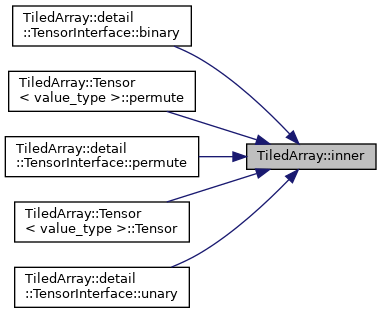 TiledArray::detail
::TensorInterface::binary
TiledArray::Tensor
< value_type >::permute
TiledArray::detail
::TensorInterface::permute
TiledArray::Tensor
< value_type >::Tensor
TiledArray::detail
::TensorInterface::unary
TiledArray::inner